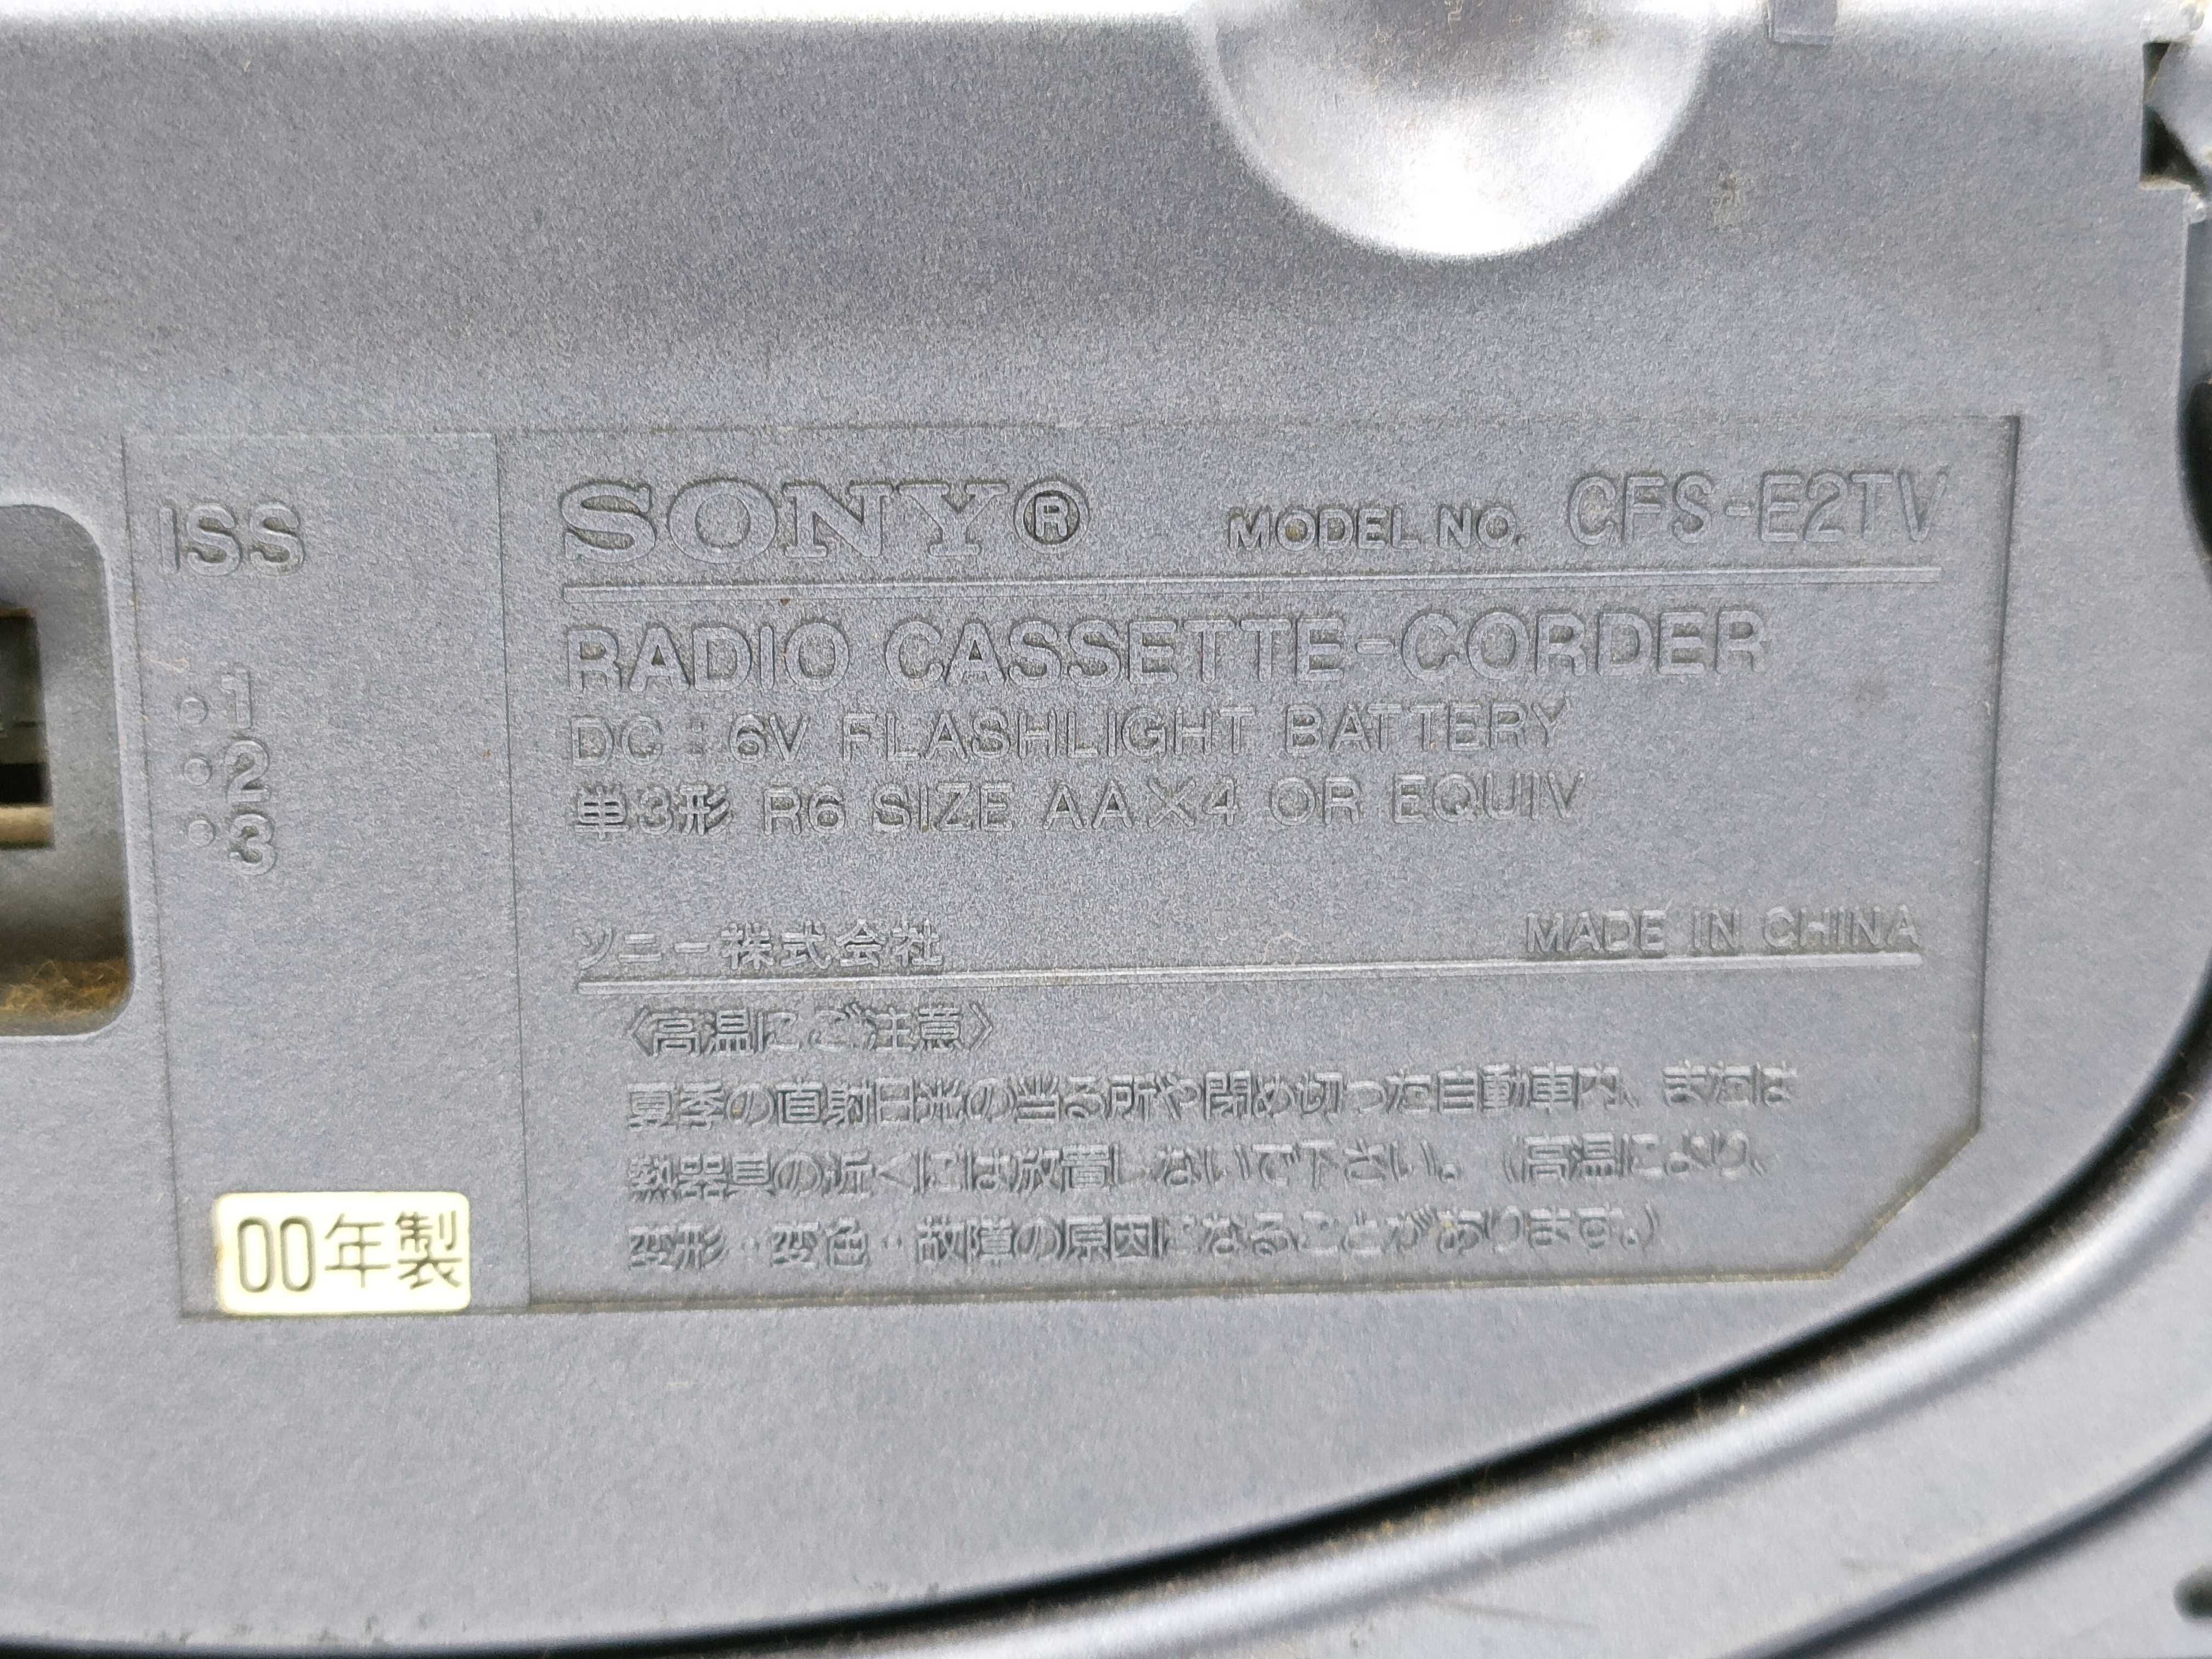 ISS
•1
•2
•3
00年製
SONY® MODEL NO. CFS-E2TV
RADIO CASSETTE-CORDER
DC : 6V FLASHLIGHT BATTERY
単3形 R6 SIZE AA×4 OR EQUIV
ソニー株式会社 MADE IN CHINA
〈高温にご注意〉
夏季の直射日光の当る所や閉め切った自動車内、または
熱器具の近くには放置しないで下さい。(高温により、
変形・変色・故障の原因になることがあります。)